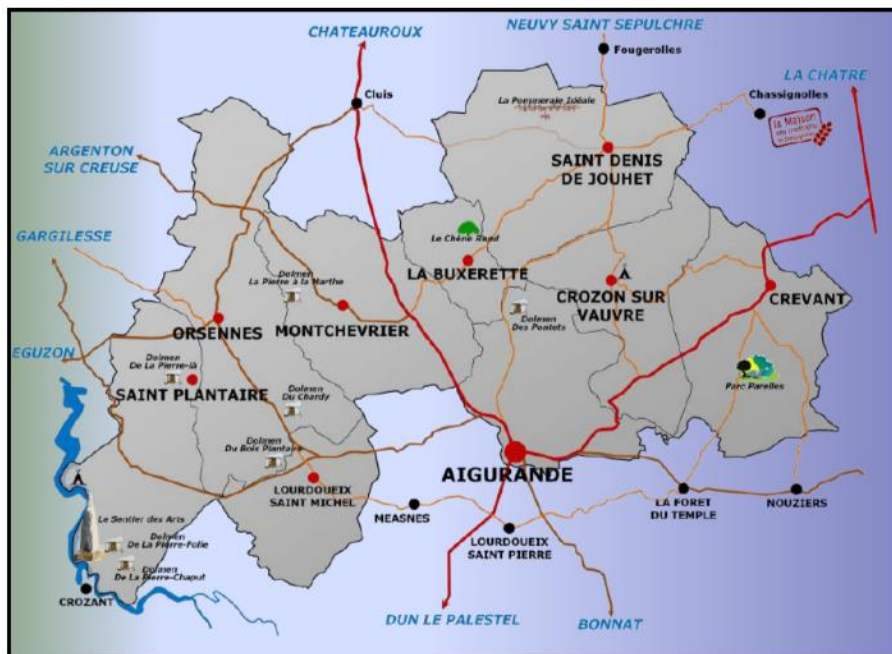 CHATEAUROUX
NEUVY SAINT SEPULCHRE
Fougerolles
LA CHATRE
Cluis
La Pommeraie Idéale
Chassignolles
la Maison
ARGENTON
SUR CREUSE
SAINT DENIS
DE JOUHET
GARGILESSE
Le Chêne Rond
LA BUXERETTE
Dolmen
La Pierre à la Marthe
CROZON SUR
VAUVRE
CREVANT
ORSENNES
MONTCHEVRIER
Dolmen
Des Pontets
EGUZON
Dolmen
De La Pierre-là
SAINT PLANTAIRE
Parc Parelles
Dolmen
Du Chardy
Dolmen
Du Bois Plantaire
AIGURANDE
LOURDOUEIX
SAINT MICHEL
MEASNES
LA FORET
DU TEMPLE
NOUZIERS
Le Sentier des Arts
Dolmen
De La Pierre-Folle
LOURDOUEIX
SAINT PIERRE
Dolmen
De La Pierre-Chaput
CROZANT
DUN LE PALESTEL
BONNAT